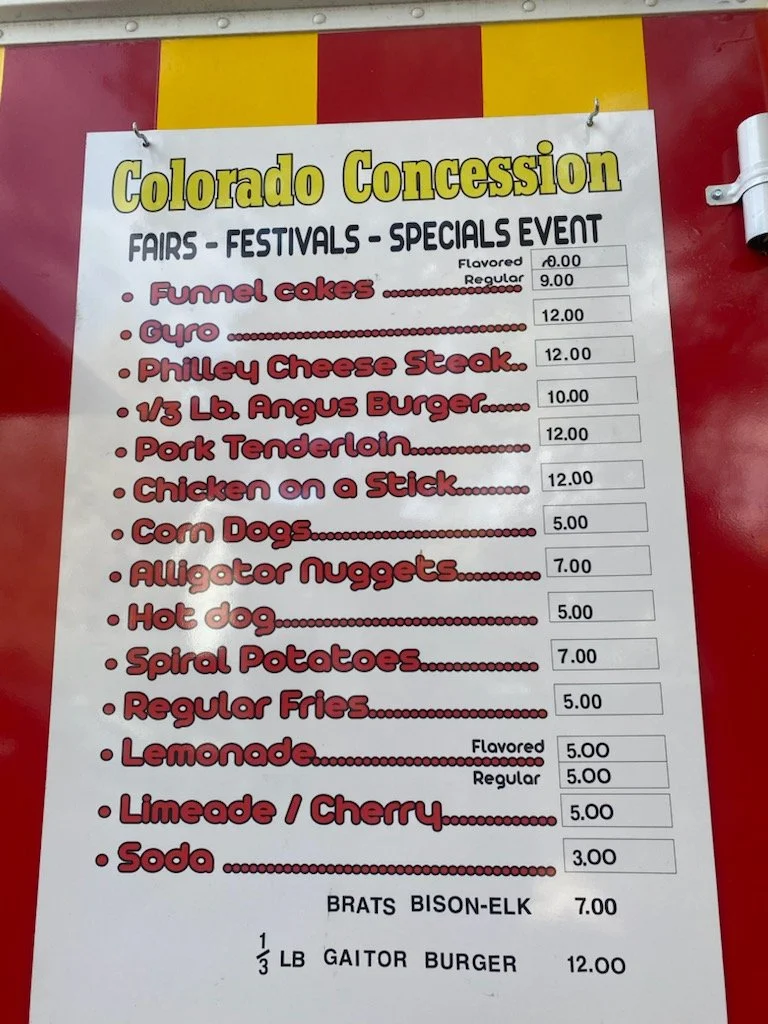 Colorado Concession
FAIRS - FESTIVALS - SPECIALS EVENT
Flavored
• Funnel cakes ........ Regular 9.00
• Gyro ........ 12.00
• Philley Cheese Steak.. 12.00
• 1/3 Lb. Angus Burger...... 10.00
• Pork Tenderloin........ 12.00
• Chicken on a Stick........ 12.00
• Corn Dogs........ 5.00
• Alligator Nuggets........ 7.00
• Hot dog........ 5.00
• Spiral Potatoes........ 7.00
• Regular Fries........ 5.00
• Lemonade........ Flavored 5.00
Regular 5.00
• Limeade / Cherry........ 5.00
• Soda ........ 3.00
BRATS BISON-ELK 7.00
1/3 LB GAITOR BURGER 12.00